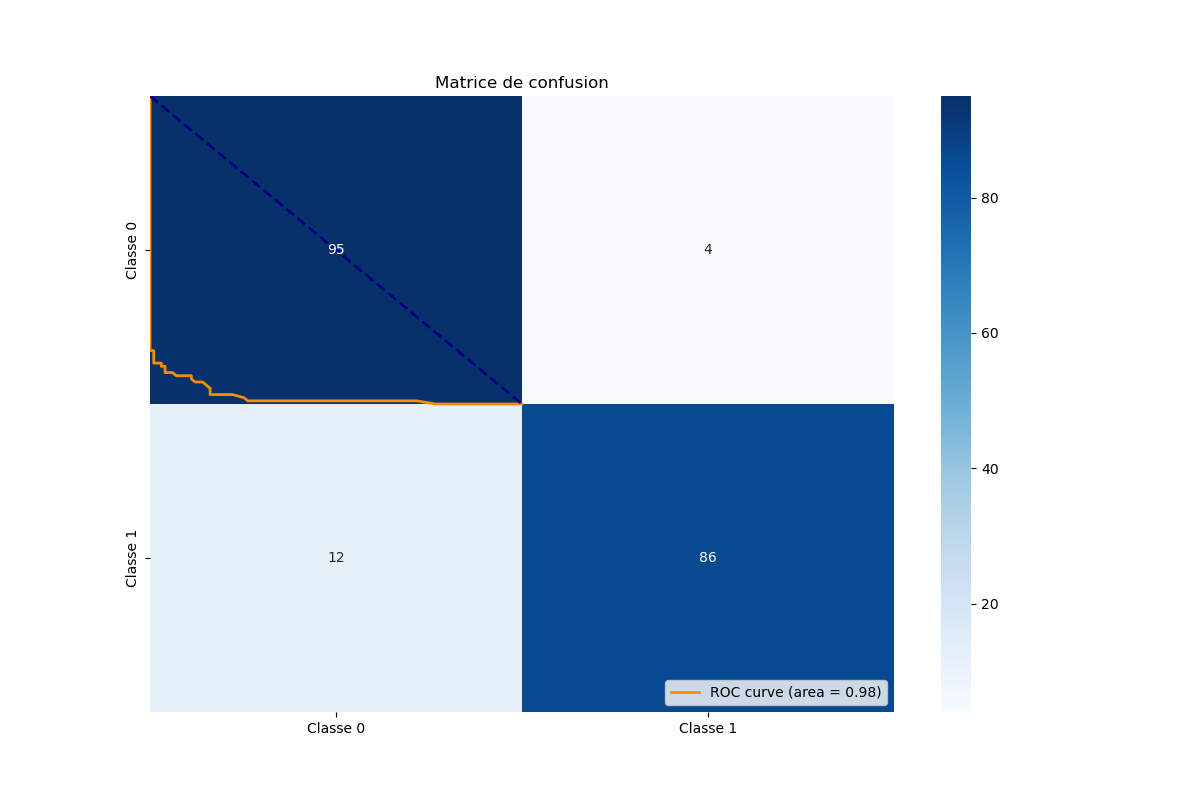 Matrice de confusion
Classe 0
95
4
Classe 1
12
86
ROC curve (area = 0.98)
Classe 0
Classe 1
80
60
40
20